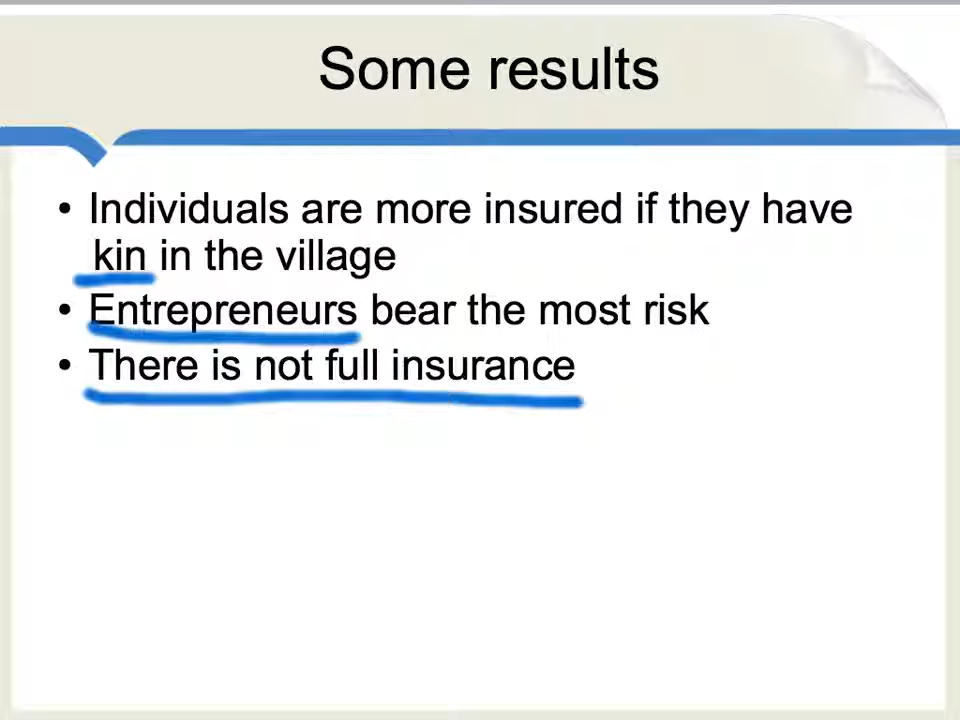 Some results
• Individuals are more insured if they have
kin in the village
• Entrepreneurs bear the most risk
• There is not full insurance